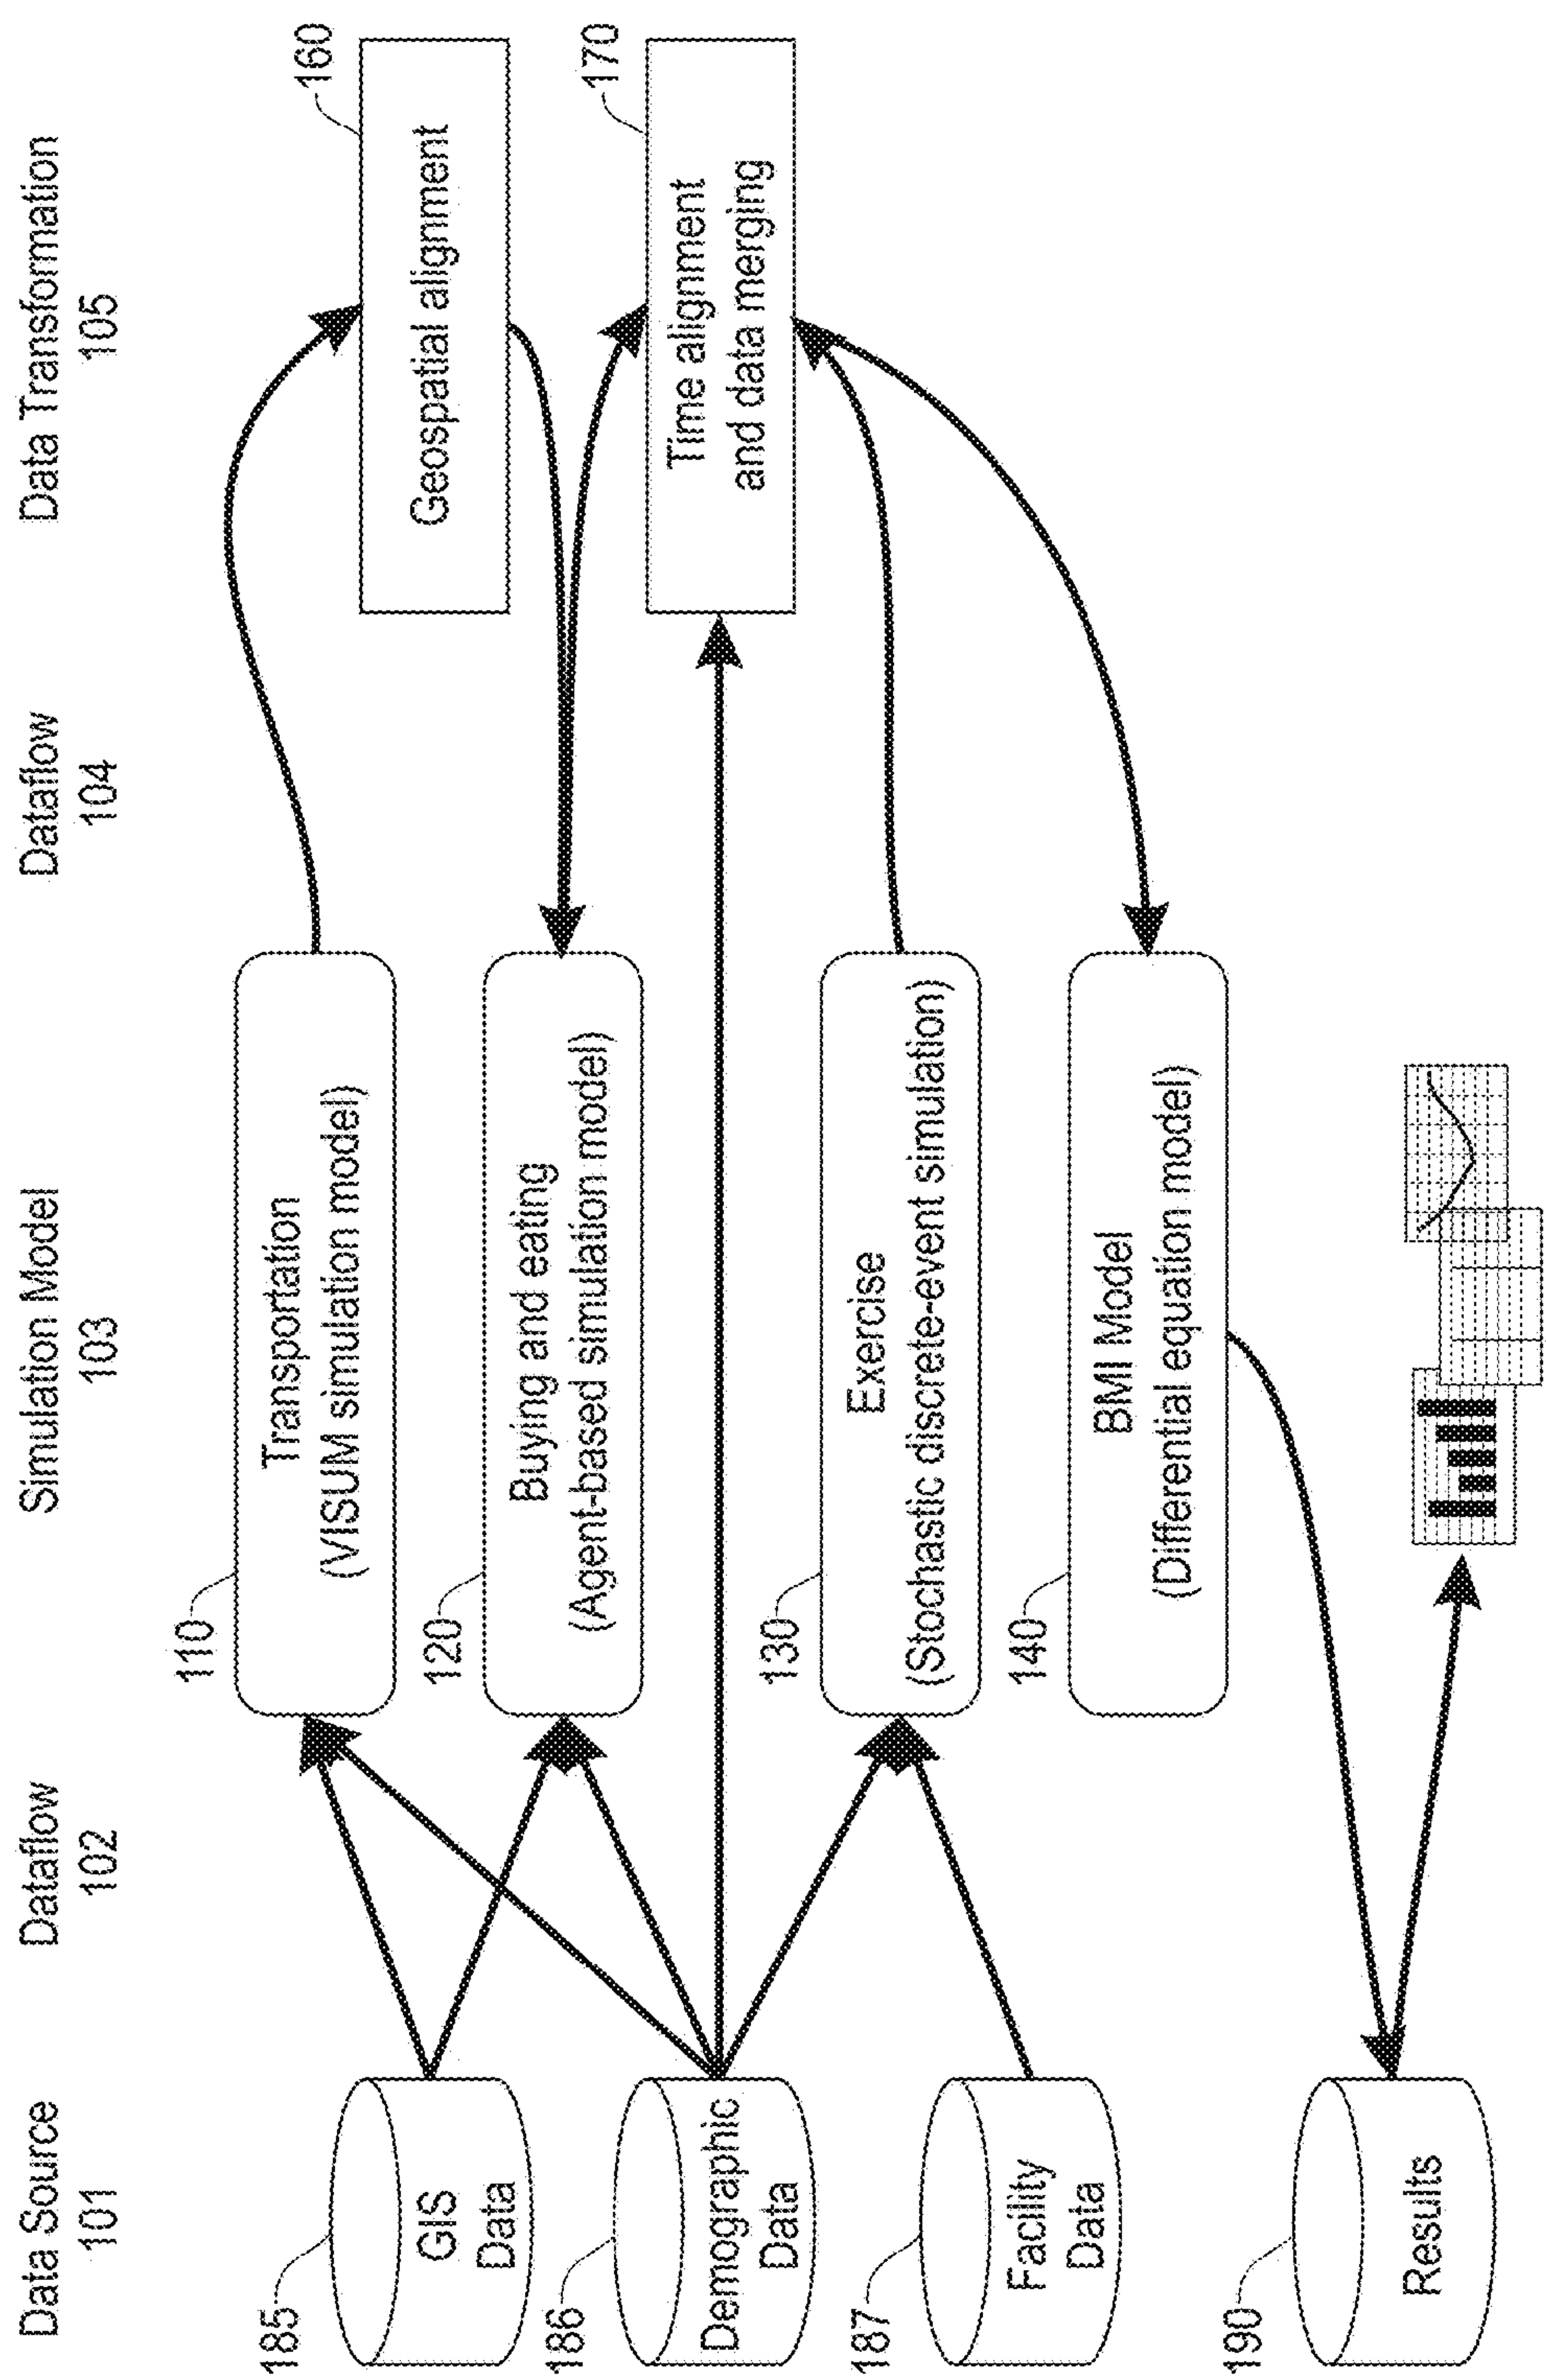 Data Source
101
Dataflow
102
Simulation Model
103
Dataflow
104
Data Transformation
105
185
GIS
Data
186
Demographic
Data
187
Facility
Data
190
Results
110
Transportation
(VISUM simulation model)
120
Buying and eating
(Agent-based simulation model)
130
Exercise
(Stochastic discrete-event simulation)
140
BMI Model
(Differential equation model)
160
Geospatial alignment
170
Time alignment
and data merging